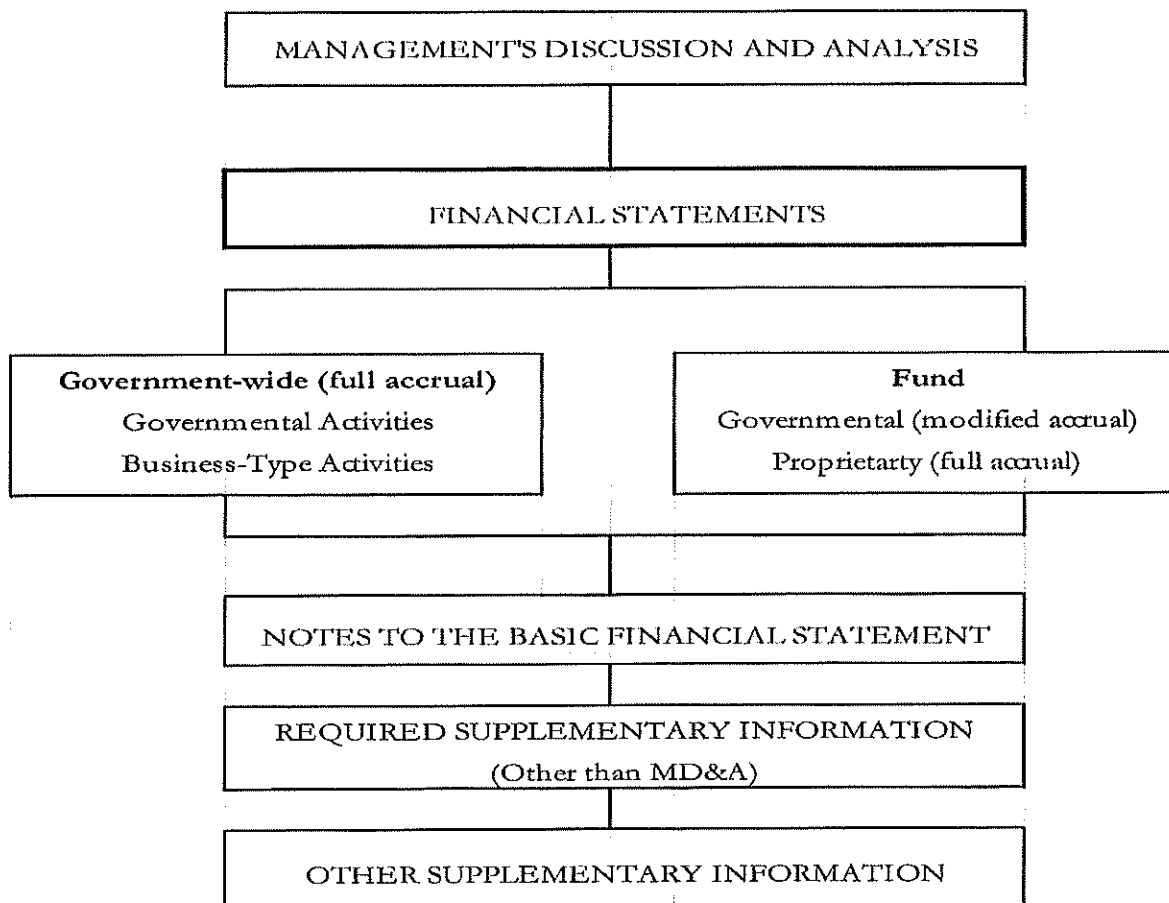 MANAGEMENT'S DISCUSSION AND ANALYSIS
FINANCIAL STATEMENTS
Government-wide (full accrual)
Governmental Activities
Business-Type Activities
Fund
Governmental (modified accrual)
Proprietarty (full accrual)
NOTES TO THE BASIC FINANCIAL STATEMENT
REQUIRED SUPPLEMENTARY INFORMATION
(Other than MD&A)
OTHER SUPPLEMENTARY INFORMATION